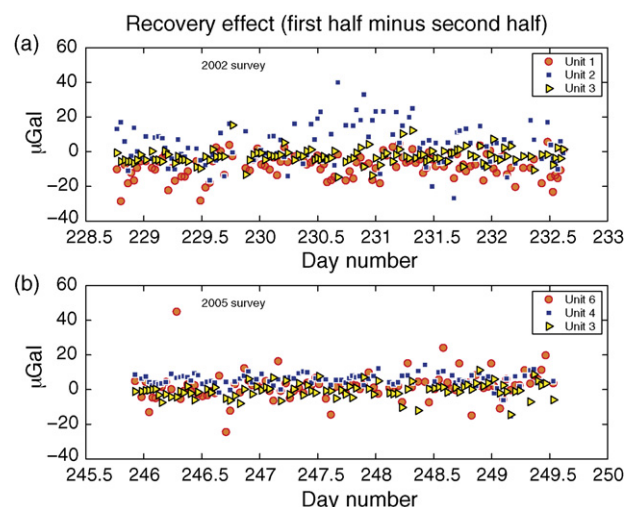 Recovery effect (first half minus second half)
(a)
60
40
20
0
−20
−40
μGal
2002 survey
Unit 1
Unit 2
Unit 3
228.5 229 229.5 230 230.5 231 231.5 232 232.5 233
Day number
(b)
60
40
20
0
−20
−40
μGal
2005 survey
Unit 6
Unit 4
Unit 3
245.5 246 246.5 247 247.5 248 248.5 249 249.5 250
Day number